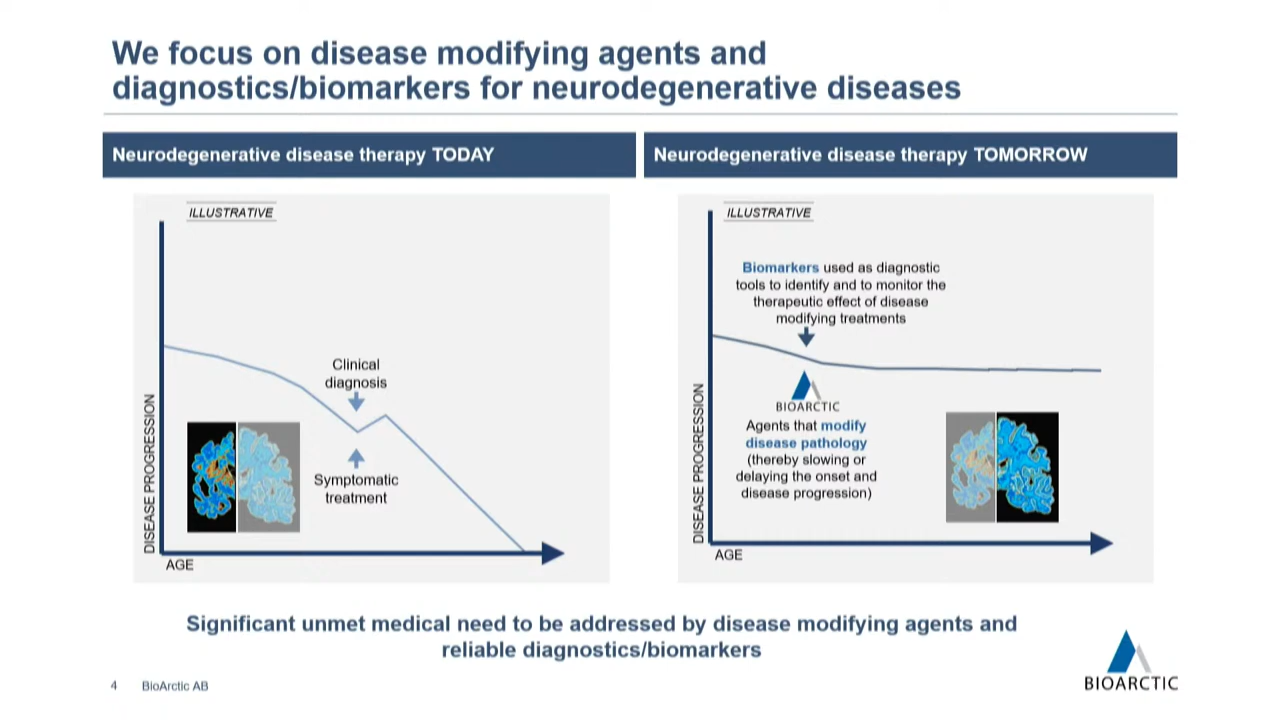 We focus on disease modifying agents and
diagnostics/biomarkers for neurodegenerative diseases
Neurodegenerative disease therapy TODAY
ILLUSTRATIVE
DISEASE PROGRESSION
Clinical
diagnosis
Symptomatic
treatment
AGE
Neurodegenerative disease therapy TOMORROW
ILLUSTRATIVE
DISEASE PROGRESSION
Biomarkers used as diagnostic
tools to identify and to monitor the
therapeutic effect of disease
modifying treatments
BIOARCTIC
Agents that modify
disease pathology
(thereby slowing or
delaying the onset and
disease progression)
AGE
Significant unmet medical need to be addressed by disease modifying agents and
reliable diagnostics/biomarkers
4 BioArctic AB
BIOARCTIC